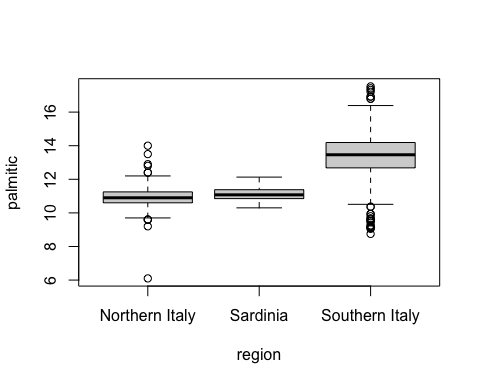 palmitic
16
14
12
10
8
6
Northern Italy
Sardinia
Southern Italy
region